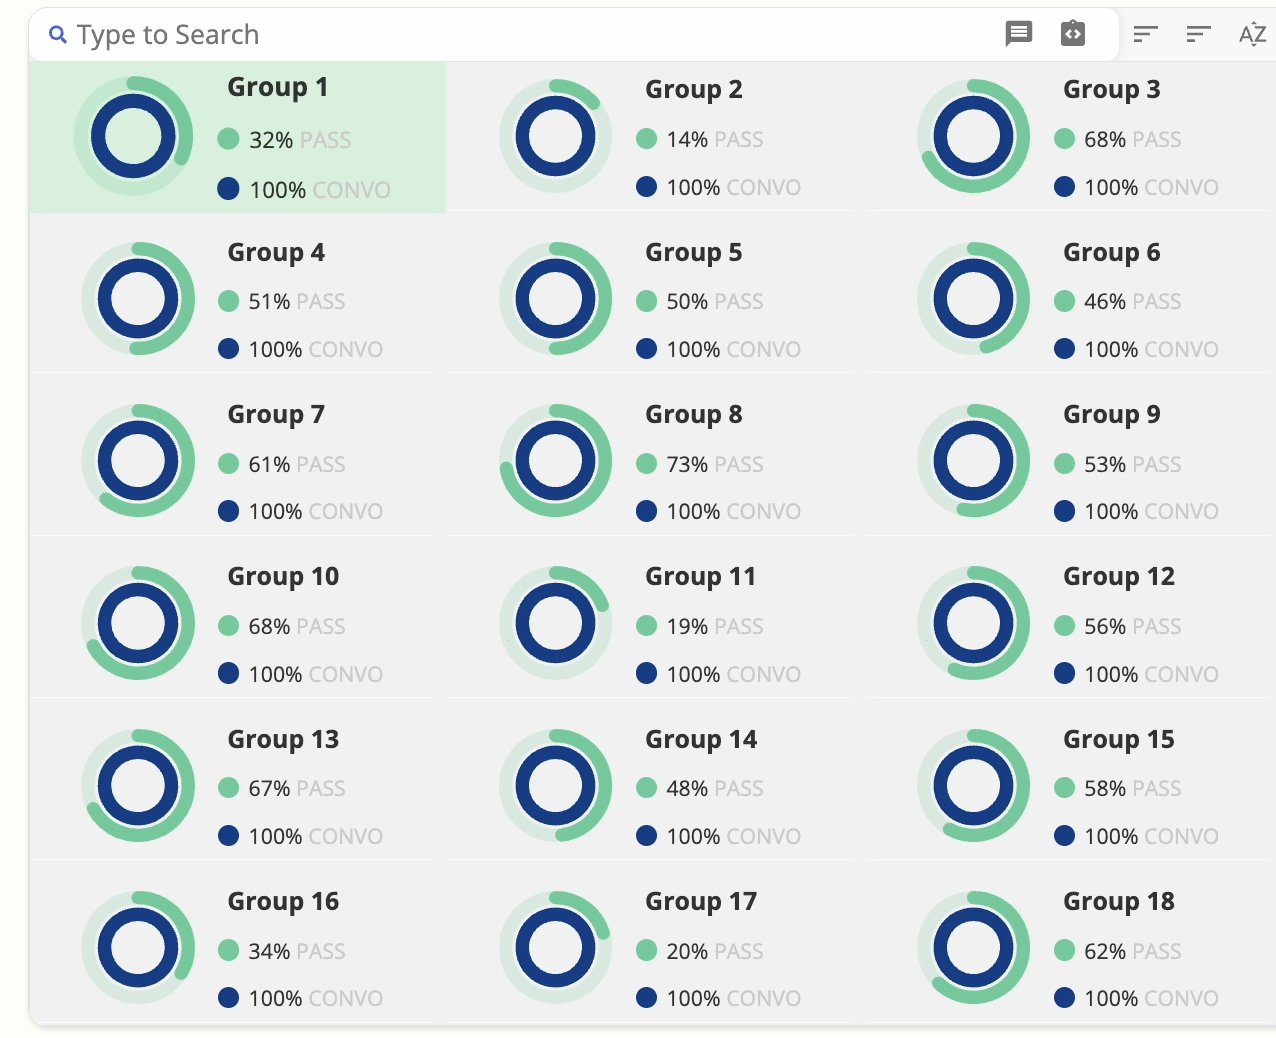 Type to Search
AZ
Group 1
32% PASS
100% CONVO
Group 2
14% PASS
100% CONVO
Group 3
68% PASS
100% CONVO
Group 4
51% PASS
100% CONVO
Group 5
50% PASS
100% CONVO
Group 6
46% PASS
100% CONVO
Group 7
61% PASS
100% CONVO
Group 8
73% PASS
100% CONVO
Group 9
53% PASS
100% CONVO
Group 10
68% PASS
100% CONVO
Group 11
19% PASS
100% CONVO
Group 12
56% PASS
100% CONVO
Group 13
67% PASS
100% CONVO
Group 14
48% PASS
100% CONVO
Group 15
58% PASS
100% CONVO
Group 16
34% PASS
100% CONVO
Group 17
20% PASS
100% CONVO
Group 18
62% PASS
100% CONVO